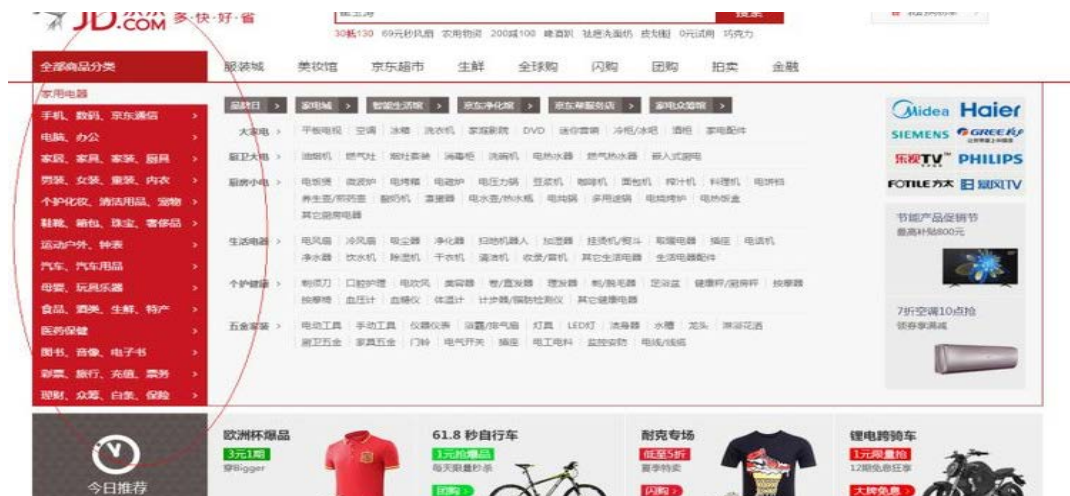 JD.COM 多·快·好·省
30抵130 69元秒风扇 农用物资 200减100 0元试用 巧克力
全部商品分类 服装城 美妆馆 京东超市 生鲜 全球购 闪购 团购 拍卖 金融
家用电器
手机、数码、京东通信
电脑、办公
家居、家具、家装、厨具
男装、女装、童装、内衣
个护化妆、清洁用品、宠物
鞋靴、箱包、珠宝、奢侈品
运动户外、钟表
汽车、汽车用品
母婴、玩具乐器
食品、酒类、生鲜、特产
医药保健
图书、音像、电子书
彩票、旅行、充值、票务
理财、众筹、白条、保险
品牌日 > 家电城 > 智能生活馆 > 京东净化馆 > 京东帮服务店 > 家电众筹馆 >
大家电 > 平板电视 空调 冰箱 洗衣机 家庭影院 DVD 迷你音响 冷柜/冰吧 酒柜 家电配件
厨卫大电 > 油烟机 燃气灶 烟灶套装 消毒柜 洗碗机 电热水器 燃气热水器 嵌入式厨电
厨房小电 > 电饭煲 微波炉 电烤箱 电磁炉 电压力锅 豆浆机 咖啡机 面包机 榨汁机 料理机 电饼铛
养生壶/煎药壶 酸奶机 煮蛋器 电水壶/热水瓶 电炖锅 多用途锅 电烧烤炉 电热饭盒
其它厨房电器
生活电器 > 电风扇 冷风扇 吸尘器 净化器 扫地机器人 加湿器 挂烫机/熨斗 取暖电器 插座 电话机
净水器 饮水机 除湿机 干衣机 清洁机 收录/音机 其它生活电器 生活电器配件
个护健康 > 剃须刀 口腔护理 电吹风 美容器 卷/直发器 理发器 剃/脱毛器 足浴盆 健康秤/厨房秤 按摩器
按摩椅 血压计 血糖仪 体温计 计步器/脂肪检测仪 其它健康电器
五金家装 > 电动工具 手动工具 仪器仪表 浴霸/排气扇 灯具 LED灯 洁身器 水槽 龙头 淋浴花洒
厨卫五金 家具五金 门铃 电气开关 插座 电工电料 监控安防 电线/线缆
Midea Haier
SIEMENS GREE格力
乐视TV PHILIPS
FOTILE方太
节能产品促销节
最高补贴800元
7折空调10点抢
领券享满减
今日推荐
欧洲杯爆品
3元1期
穿Bigger
61.8 秒自行车
1元抢爆品
每天限量秒杀
团购 >
耐克专场
低至5折
夏季特卖
闪购 >
锂电跨骑车
1元限量抢
12期免息狂享
大牌免息 >